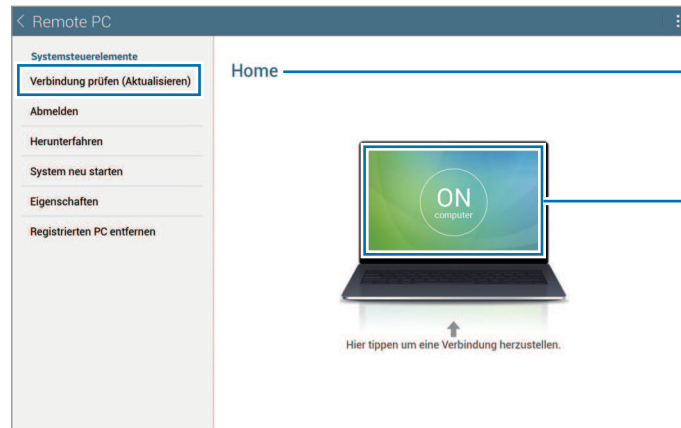 Remote PC
Systemsteuerelemente
Verbindung prüfen (Aktualisieren)
Abmelden
Herunterfahren
System neu starten
Eigenschaften
Registrierten PC entfernen
Home
ON
computer
Hier tippen um eine Verbindung herzustellen.